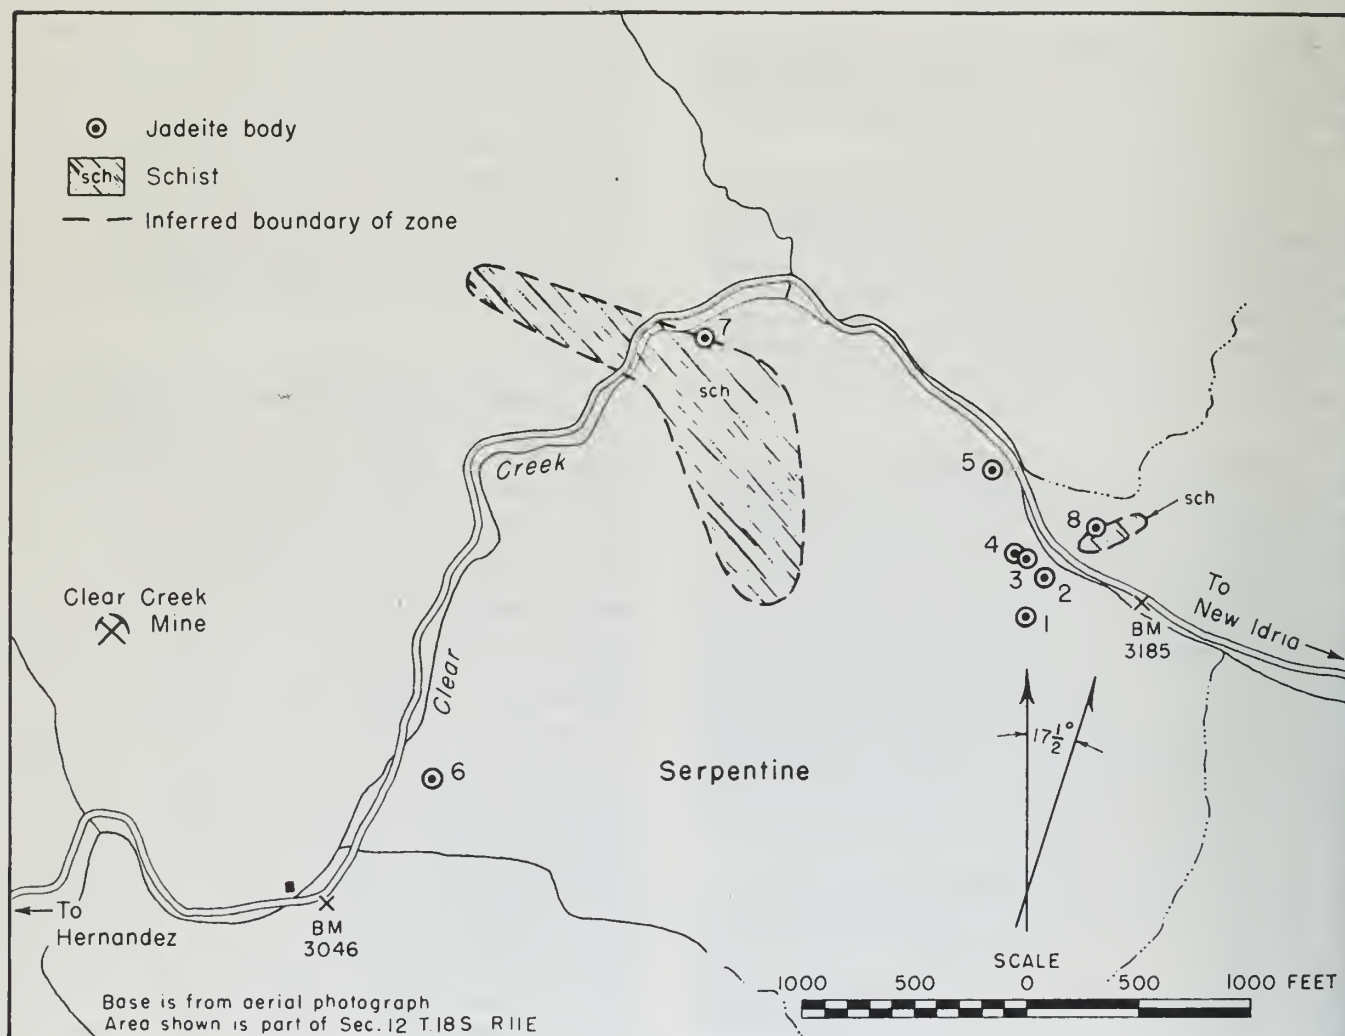 Jadeite body
sch
Schist
Inferred boundary of zone
7
sch
Creek
5
8
sch
4
3
2
1
To
New Idria
BM
3185
Clear Creek
Mine
Clear
17½°
6
Serpentine
To
Hernandez
BM
3046
SCALE
1000 500 0 500 1000 FEET
Base is from aerial photograph
Area shown is part of Sec. 12 T.18S R11E